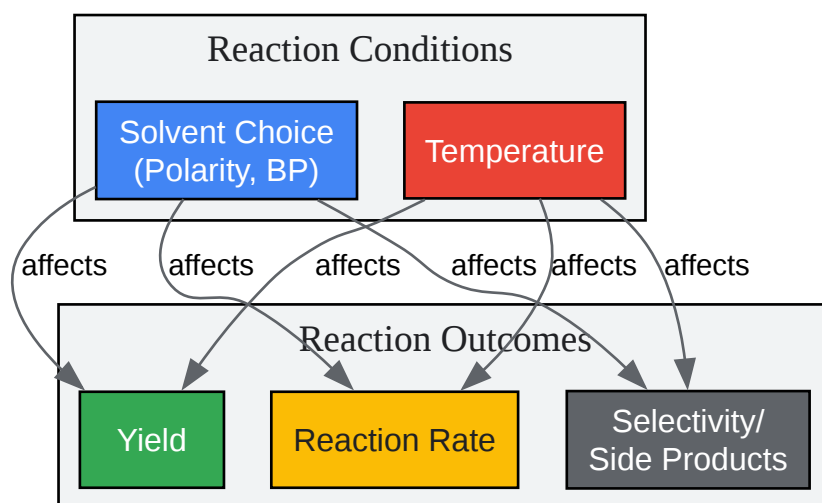 Reaction Conditions
Solvent Choice
(Polarity, BP)
Temperature
affects
affects
affects
affects
affects
affects
Reaction Outcomes
Yield
Reaction Rate
Selectivity/
Side Products